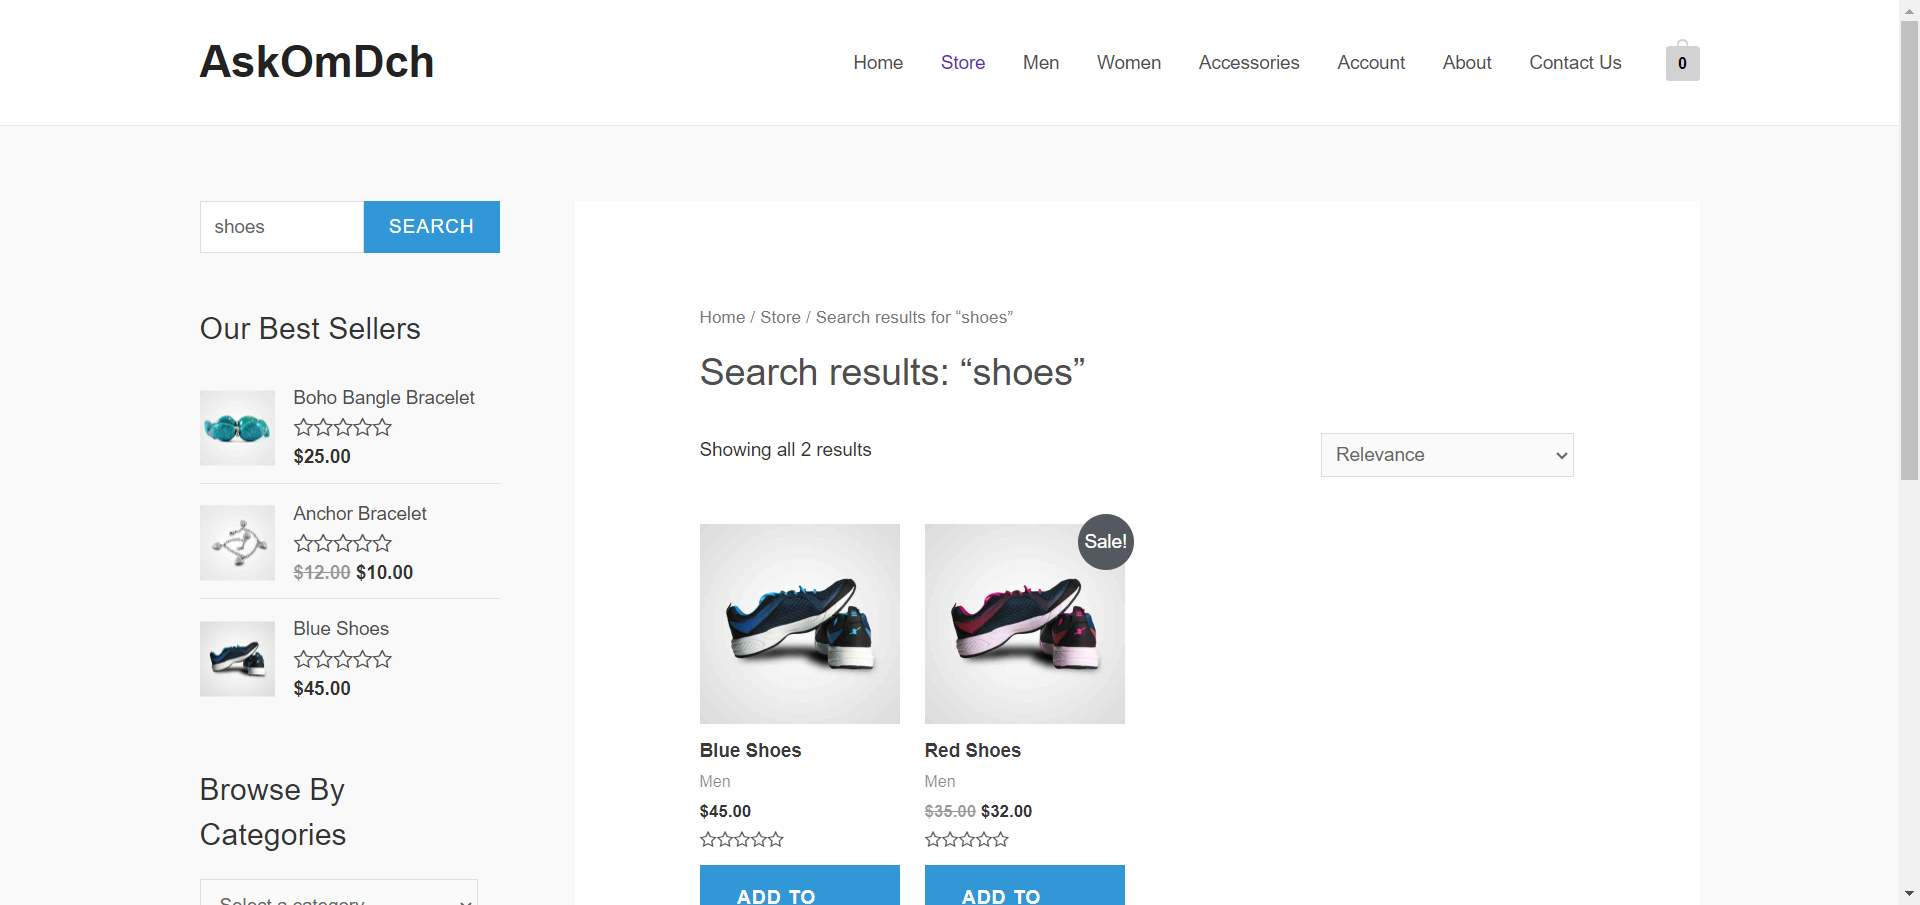 AskOmDch
Home Store Men Women Accessories Account About Contact Us 0
shoes SEARCH
Our Best Sellers
Boho Bangle Bracelet
$25.00
Anchor Bracelet
$12.00 $10.00
Blue Shoes
$45.00
Browse By
Categories
Select a category
Home / Store / Search results for “shoes”
Search results: “shoes”
Showing all 2 results
Relevance
Sale!
Blue Shoes
Men
$45.00
ADD TO
Red Shoes
Men
$35.00 $32.00
ADD TO